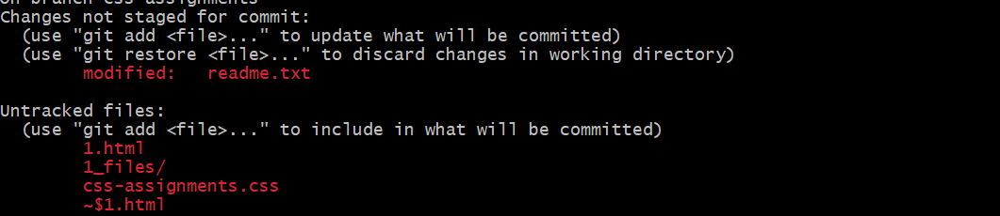 On branch css-assignments
Changes not staged for commit:
  (use "git add <file>..." to update what will be committed)
  (use "git restore <file>..." to discard changes in working directory)
        modified:   readme.txt

Untracked files:
  (use "git add <file>..." to include in what will be committed)
        1.html
        1_files/
        css-assignments.css
        ~$1.html